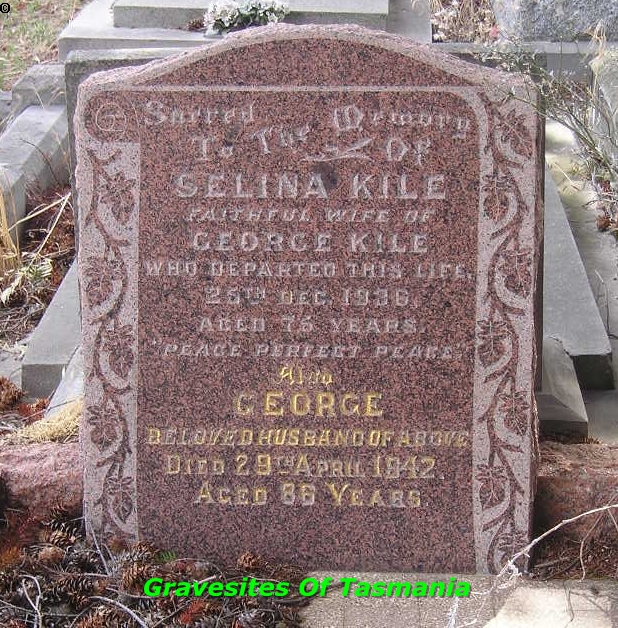 ©
Sacred Memory
To The Of
SELINA KILE
FAITHFUL WIFE OF
GEORGE KILE
WHO DEPARTED THIS LIFE,
25TH DEC. 1936
AGED 75 YEARS.
"PEACE PERFECT PEACE"
Also
GEORGE
BELOVED HUSBAND OF ABOVE
DIED 29TH APRIL 1942.
AGED 86 YEARS
Gravesites Of Tasmania